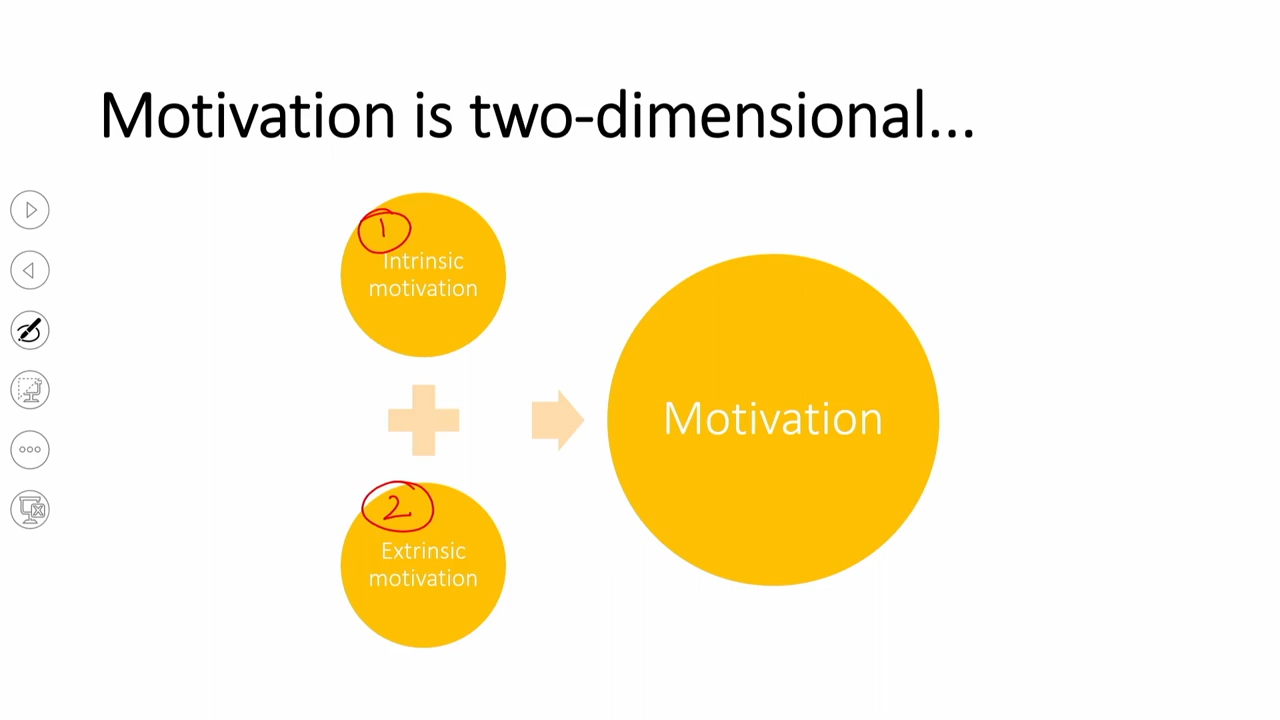 Motivation is two-dimensional...
1
Intrinsic
motivation
Motivation
2
Extrinsic
motivation